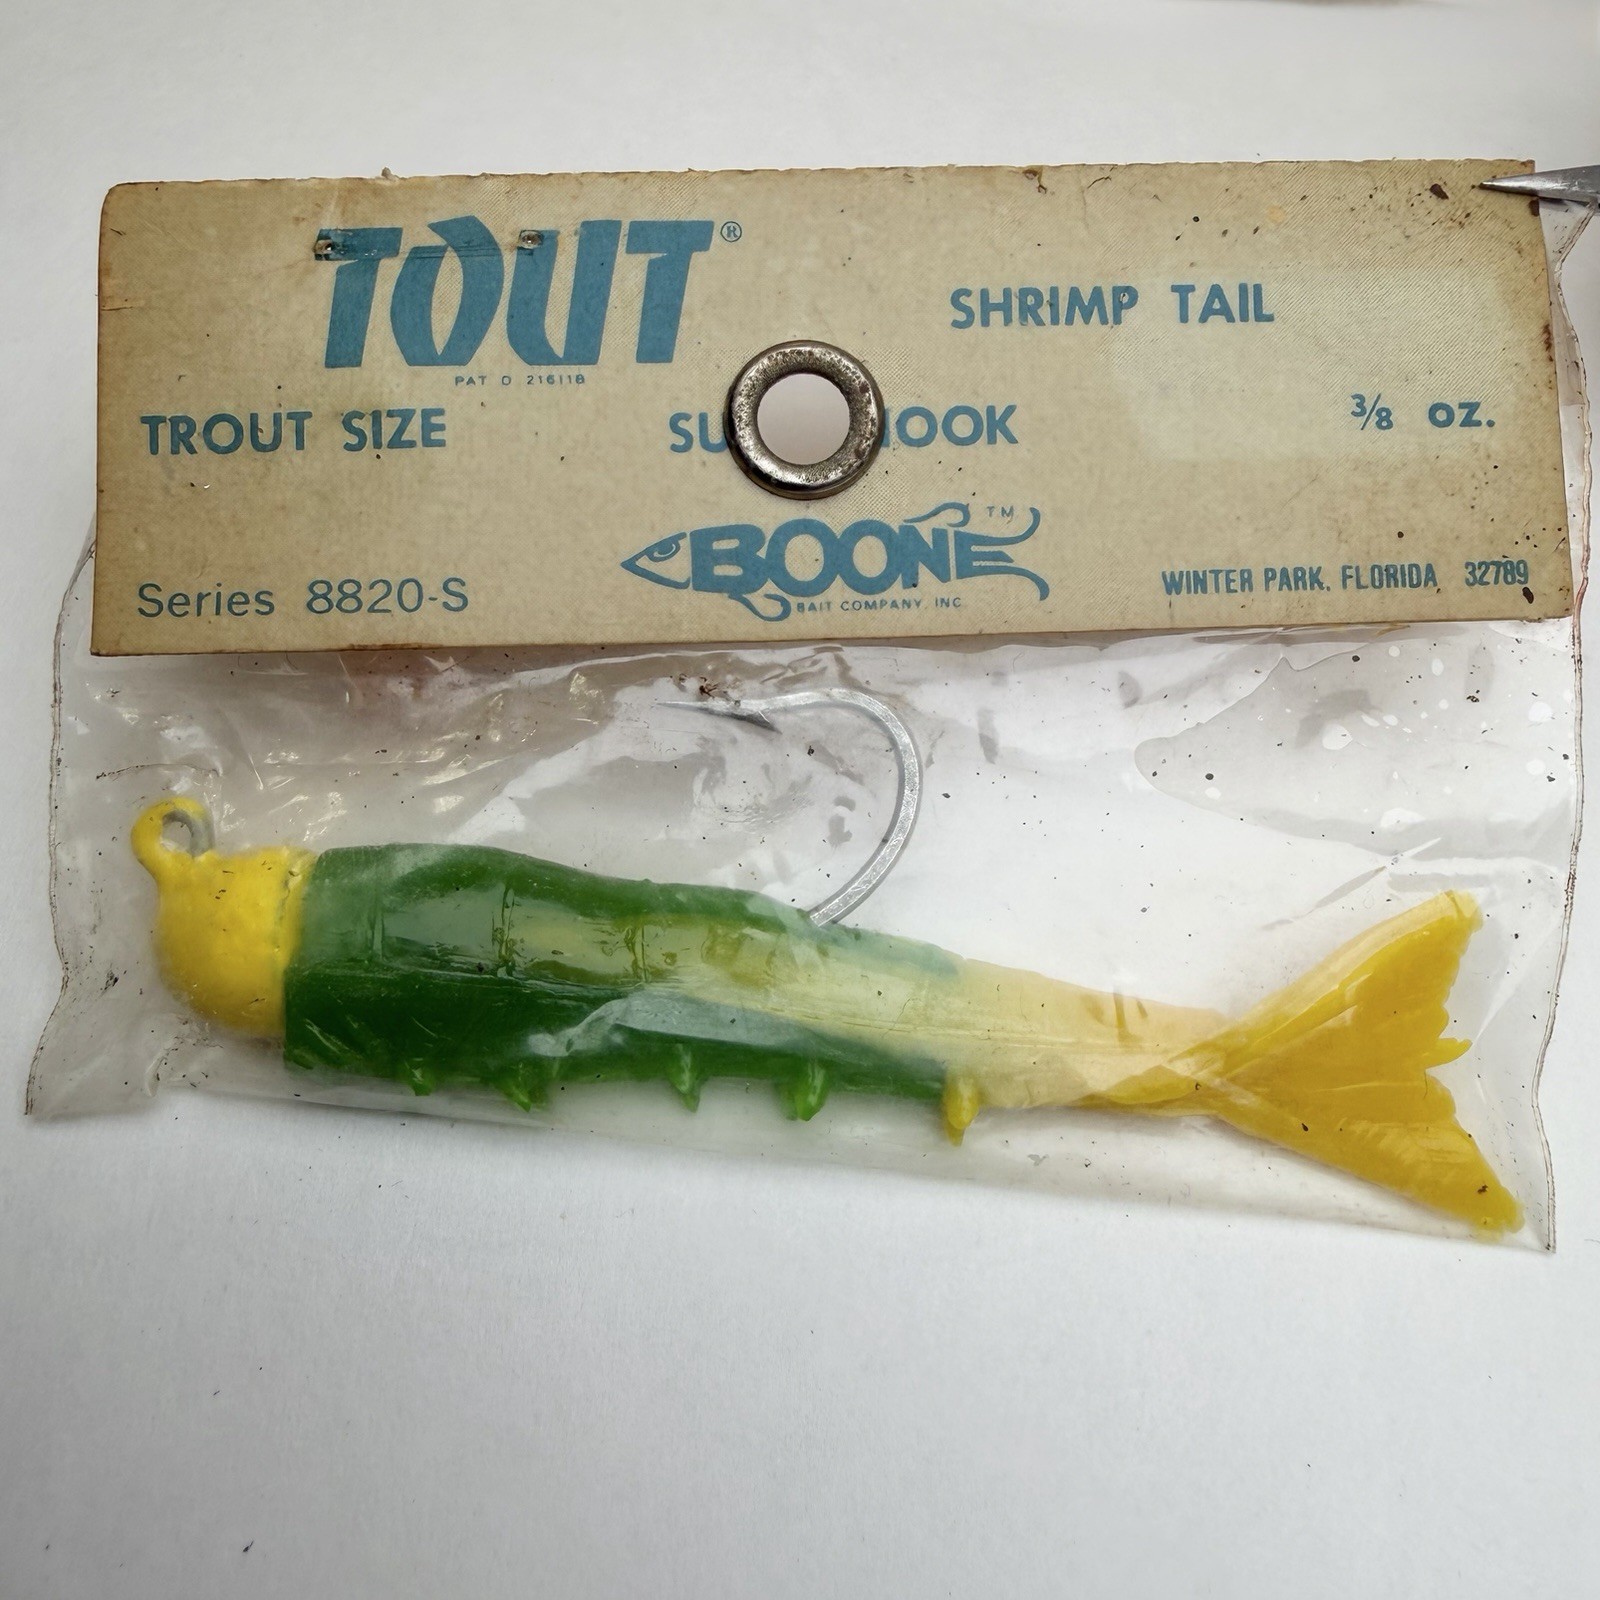 TOUT®
PAT D 216118
SHRIMP TAIL
TROUT SIZE
3/8 OZ.
BOONE™
BAIT COMPANY, INC.
Series 8820-S
WINTER PARK, FLORIDA 32789